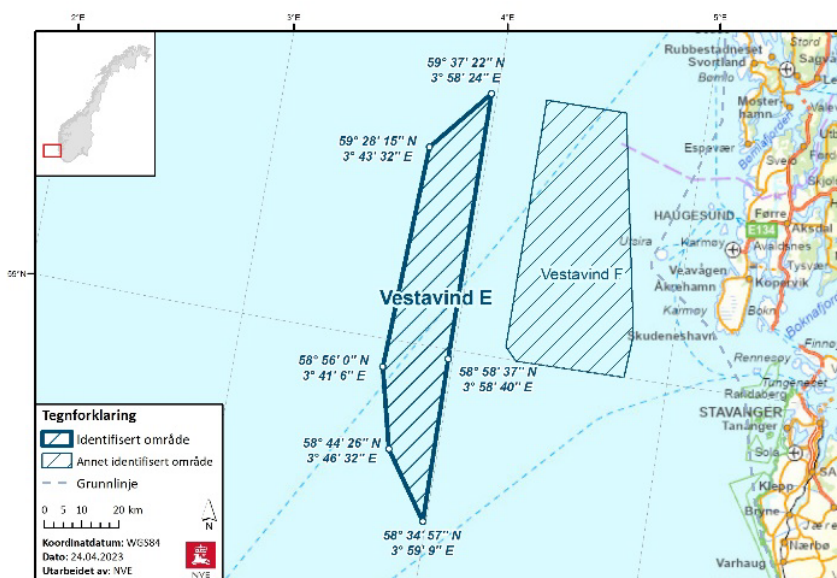 2°E
3°E
4°E
5°E
59°N
59° 37' 22" N
3° 58' 24" E
59° 28' 15" N
3° 43' 32" E
Vestavind E
Vestavind F
58° 56' 0" N
3° 41' 6" E
58° 58' 37" N
3° 58' 40" E
58° 44' 26" N
3° 46' 32" E
58° 34' 57" N
3° 59' 9" E
Stord
Rubbestadneset
Svortland
Bømlo
Moster-
hamn
Bømlafjorden
Espevær
Sveio
HAUGESUND
Førre
E134
Aksdal
Utsira
Karmøy
Avaldsnes
Veavågen
Åkrehamn
Kopervik
Karmøy
Bokn
Skudeneshavn
Rennesøy
Tungeneset
Randaberg
STAVANGER
Tananger
Sola
Klepp
Bryne
Nærbø
Varhaug
Tegnforklaring
Identifisert område
Annet identifisert område
Grunnlinje
0 5 10 20 km
N
Koordinatdatum: WGS84
Dato: 24.04.2023
Utarbeidet av: NVE
NVE